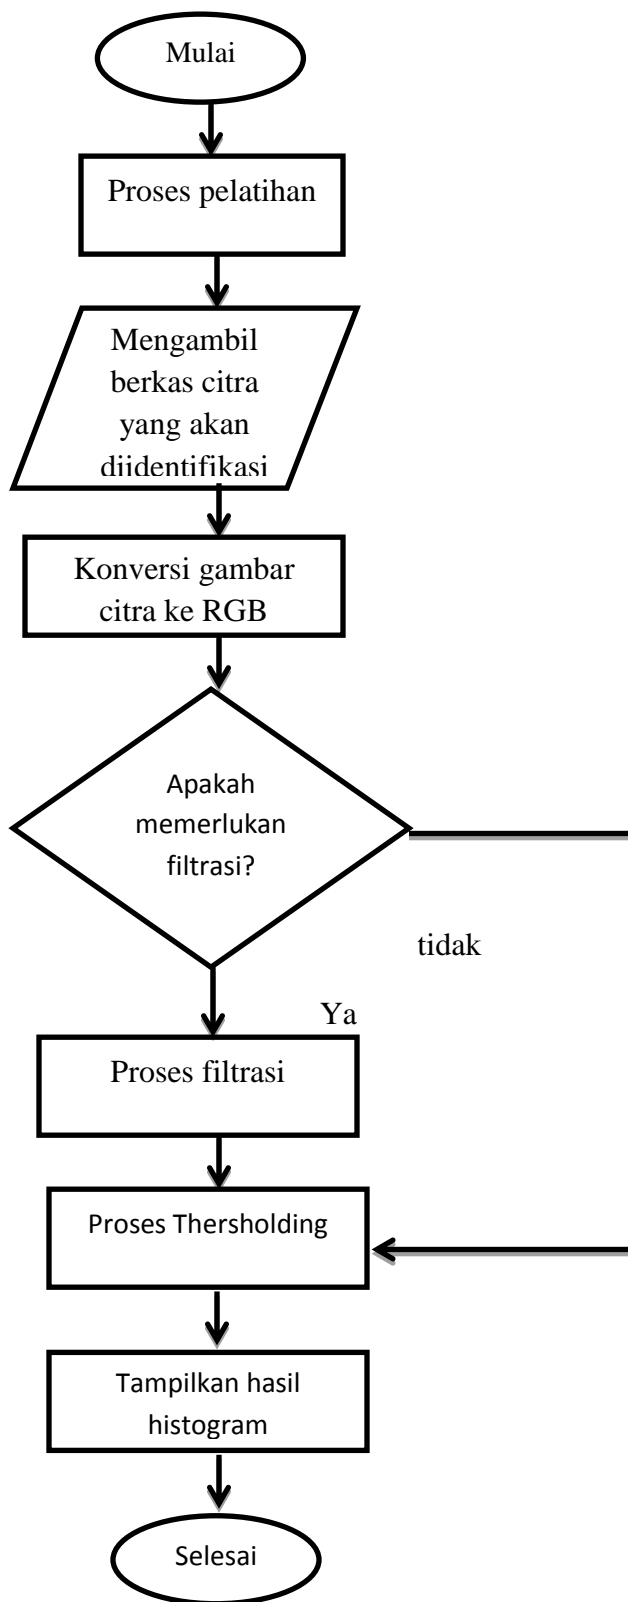 Mulai
Proses pelatihan
Mengambil
berkas citra
yang akan
diidentifikasi
Konversi gambar
citra ke RGB
Apakah
memerlukan
filtrasi?
tidak
Ya
Proses filtrasi
Proses Thersholding
Tampilkan hasil
histogram
Selesai